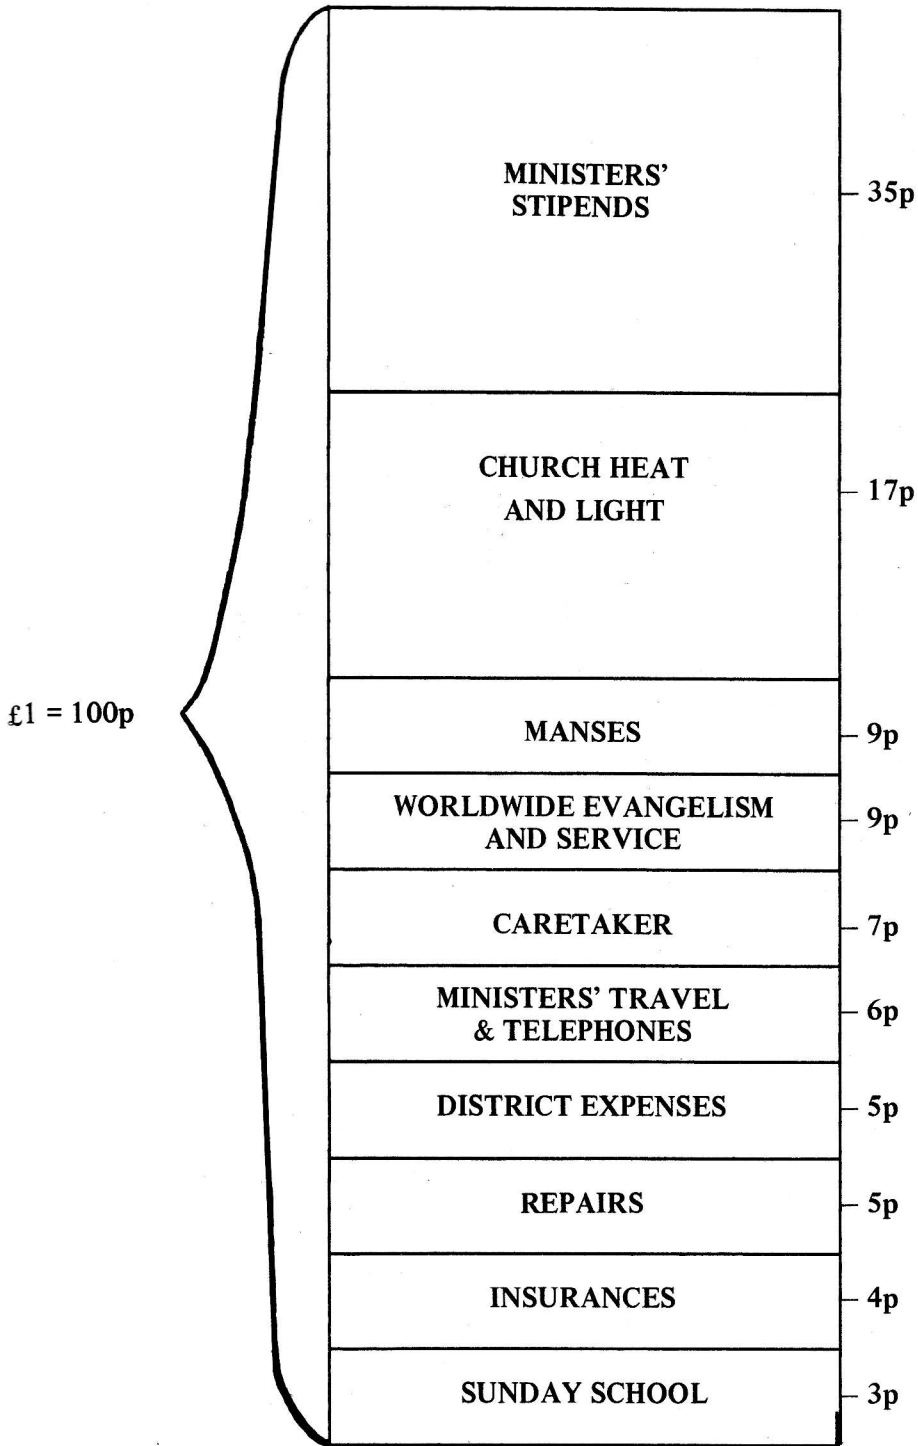 MINISTERS'
STIPENDS
35p
CHURCH HEAT
AND LIGHT
17p
£1 = 100p
MANSES
9p
WORLDWIDE EVANGELISM
AND SERVICE
9p
CARETAKER
7p
MINISTERS' TRAVEL
& TELEPHONES
6p
DISTRICT EXPENSES
5p
REPAIRS
5p
INSURANCES
4p
SUNDAY SCHOOL
3p